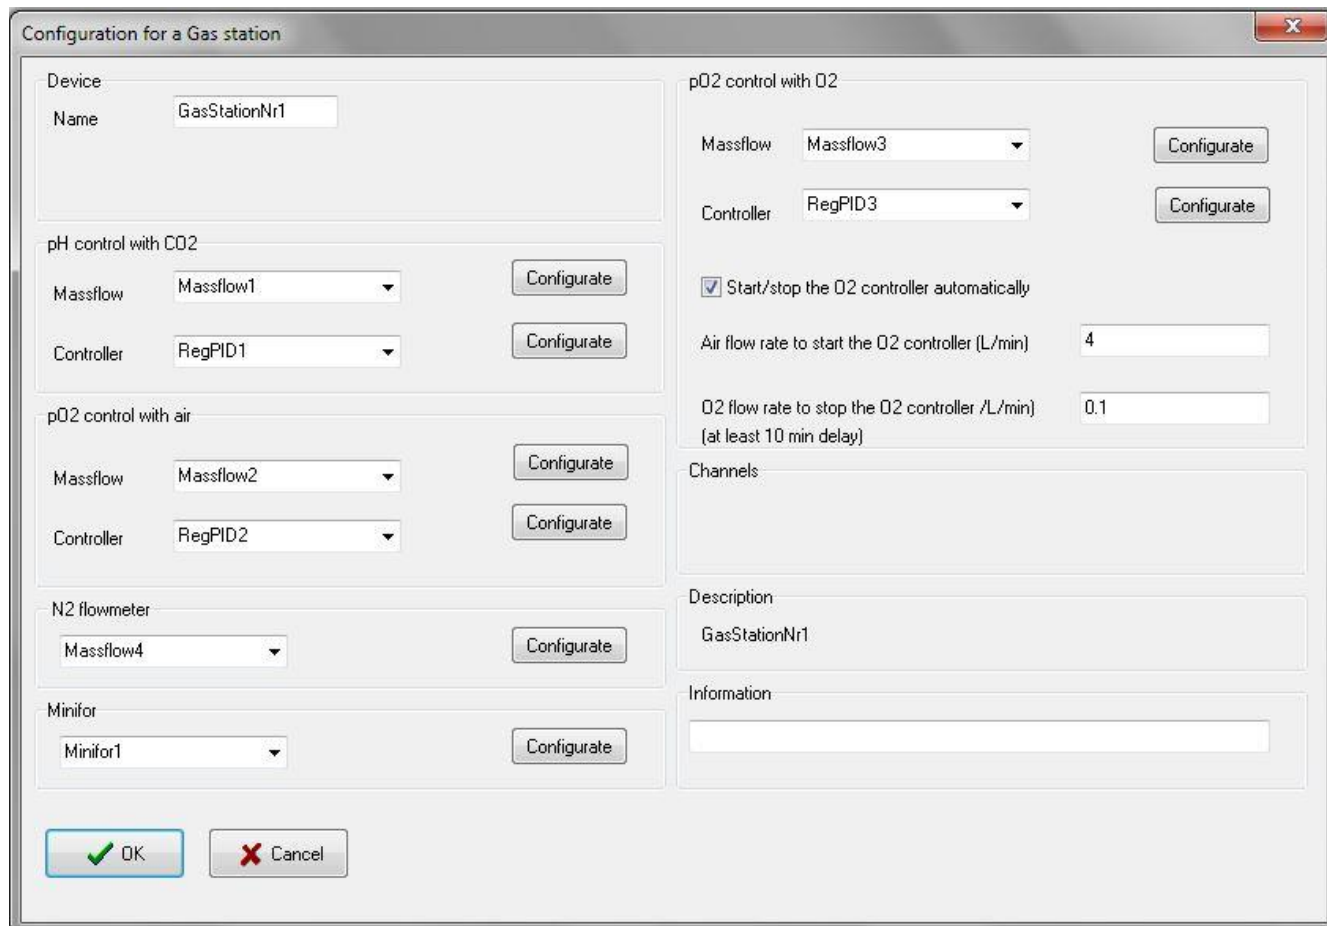 Configuration for a Gas station
Device
Name GasStationNr1
pH control with CO2
Massflow Massflow1 Configurate
Controller RegPID1 Configurate
pO2 control with air
Massflow Massflow2 Configurate
Controller RegPID2 Configurate
N2 flowmeter
Massflow4 Configurate
Minifor
Minifor1 Configurate
pO2 control with O2
Massflow Massflow3 Configurate
Controller RegPID3 Configurate
Start/stop the O2 controller automatically
Air flow rate to start the O2 controller (L/min) 4
O2 flow rate to stop the O2 controller /L/min) 0.1
(at least 10 min delay)
Channels
Description
GasStationNr1
Information
OK Cancel